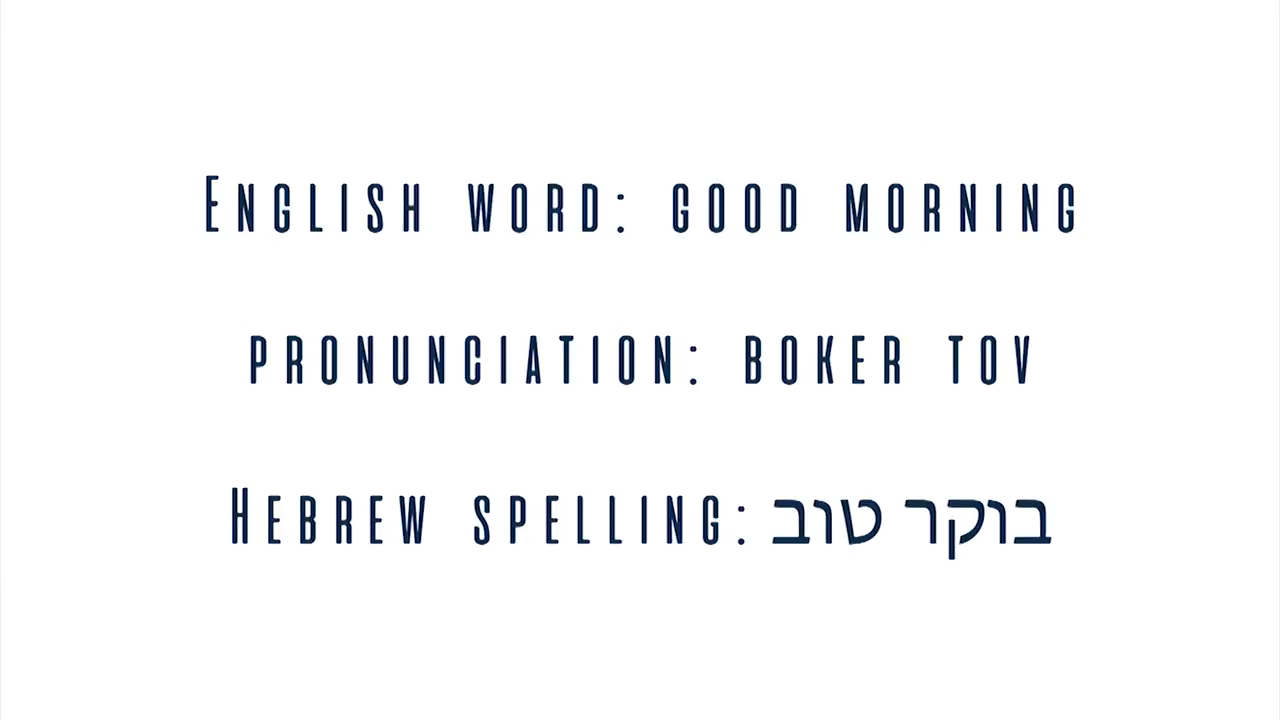 English word: good morning
pronunciation: boker tov
Hebrew spelling: בוקר טוב